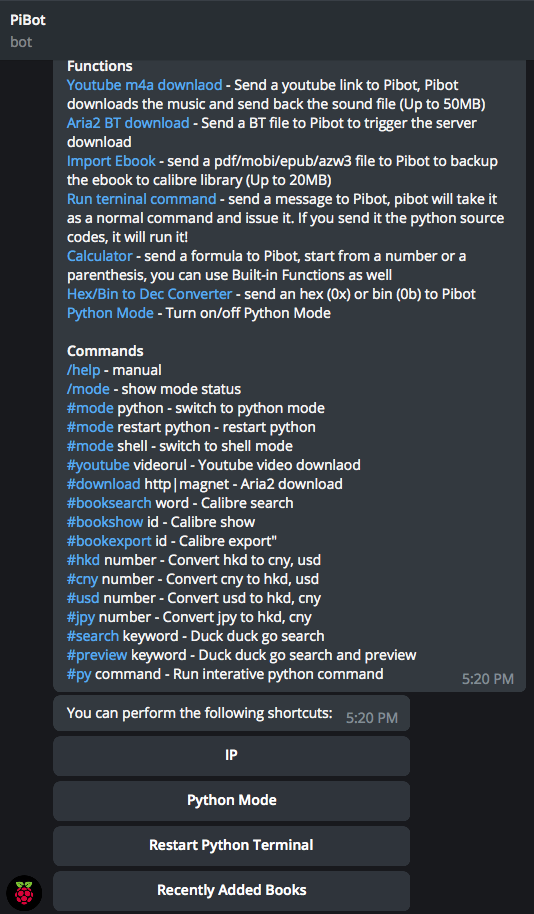 PiBot
bot
Functions
Youtube m4a downlaod - Send a youtube link to Pibot, Pibot
downloads the music and send back the sound file (Up to 50MB)
Aria2 BT download - Send a BT file to Pibot to trigger the server
download
Import Ebook - send a pdf/mobi/epub/azw3 file to Pibot to backup
the ebook to calibre library (Up to 20MB)
Run terninal command - send a message to Pibot, pibot will take it
as a normal command and issue it. If you send it the python source
codes, it will run it!
Calculator - send a formula to Pibot, start from a number or a
parenthesis, you can use Built-in Functions as well
Hex/Bin to Dec Converter - send an hex (0x) or bin (0b) to Pibot
Python Mode - Turn on/off Python Mode
Commands
/help - manual
/mode - show mode status
#mode python - switch to python mode
#mode restart python - restart python
#mode shell - switch to shell mode
#youtube videorul - Youtube video downlaod
#download http|magnet - Aria2 download
#booksearch word - Calibre search
#bookshow id - Calibre show
#bookexport id - Calibre export"
#hkd number - Convert hkd to cny, usd
#cny number - Convert cny to hkd, usd
#usd number - Convert usd to hkd, cny
#jpy number - Convert jpy to hkd, cny
#search keyword - Duck duck go search
#preview keyword - Duck duck go search and preview
#py command - Run interative python command
5:20 PM
You can perform the following shortcuts: 5:20 PM
IP
Python Mode
Restart Python Terminal
Recently Added Books